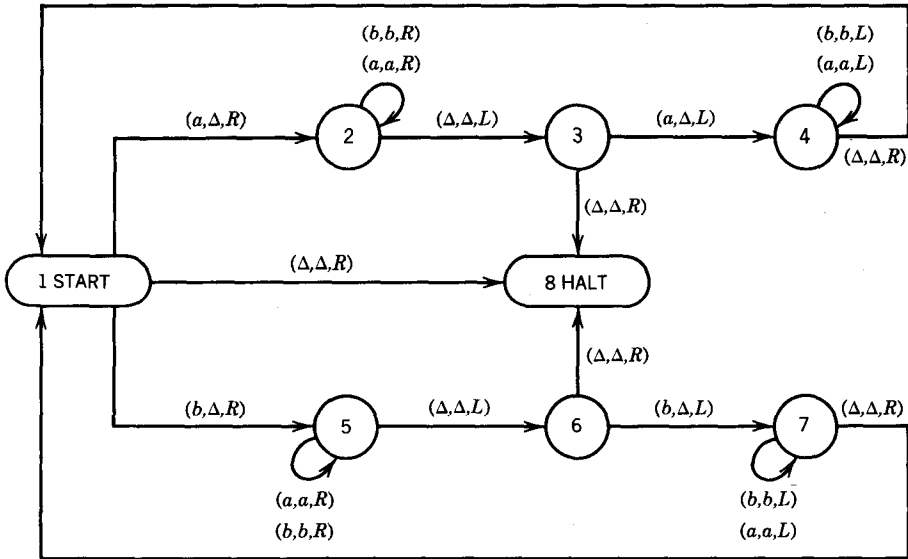 (b,b,R)
(a,a,R)
(b,b,L)
(a,a,L)
(a,Δ,R)
2
(Δ,Δ,L)
3
(a,Δ,L)
4
(Δ,Δ,R)
(Δ,Δ,R)
1 START
(Δ,Δ,R)
8 HALT
(Δ,Δ,R)
(b,Δ,R)
5
(Δ,Δ,L)
6
(b,Δ,L)
7
(Δ,Δ,R)
(a,a,R)
(b,b,R)
(b,b,L)
(a,a,L)